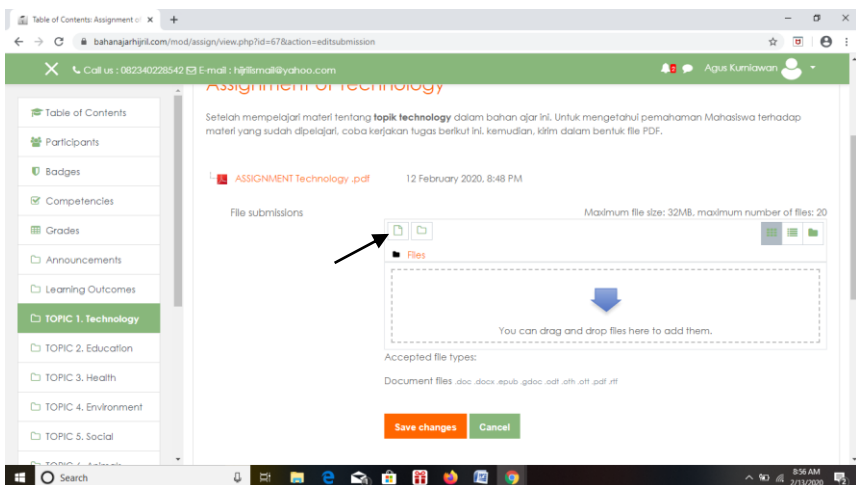 Table of Contents: Assignment o
bahanajarhijril.com/mod/assign/view.php?id=67&action=editsubmission
Call us : 082340228542 E-mail : hijrilismail@yahoo.com
Agus Kurniawan
Assignment of Technology
Table of Contents
Participants
Badges
Competencies
Grades
Announcements
Learning Outcomes
TOPIC 1. Technology
TOPIC 2. Education
TOPIC 3. Health
TOPIC 4. Environment
TOPIC 5. Social
TOPIC 6. Animals
Setelah mempelajari materi tentang topik technology dalam bahan ajar ini. Untuk mengetahui pemahaman Mahasiswa terhadap
materi yang sudah dipelajari, coba kerjakan tugas berikut ini. kemudian, kirim dalam bentuk file PDF.
ASSIGNMENT Technology .pdf 12 February 2020, 8:48 PM
File submissions
Maximum file size: 32MB, maximum number of files: 20
Files
You can drag and drop files here to add them.
Accepted file types:
Document files .doc .docx .epub .gdoc .odt .oth .ott .pdf .rtf
Save changes Cancel
Search
8:56 AM
2/13/2020